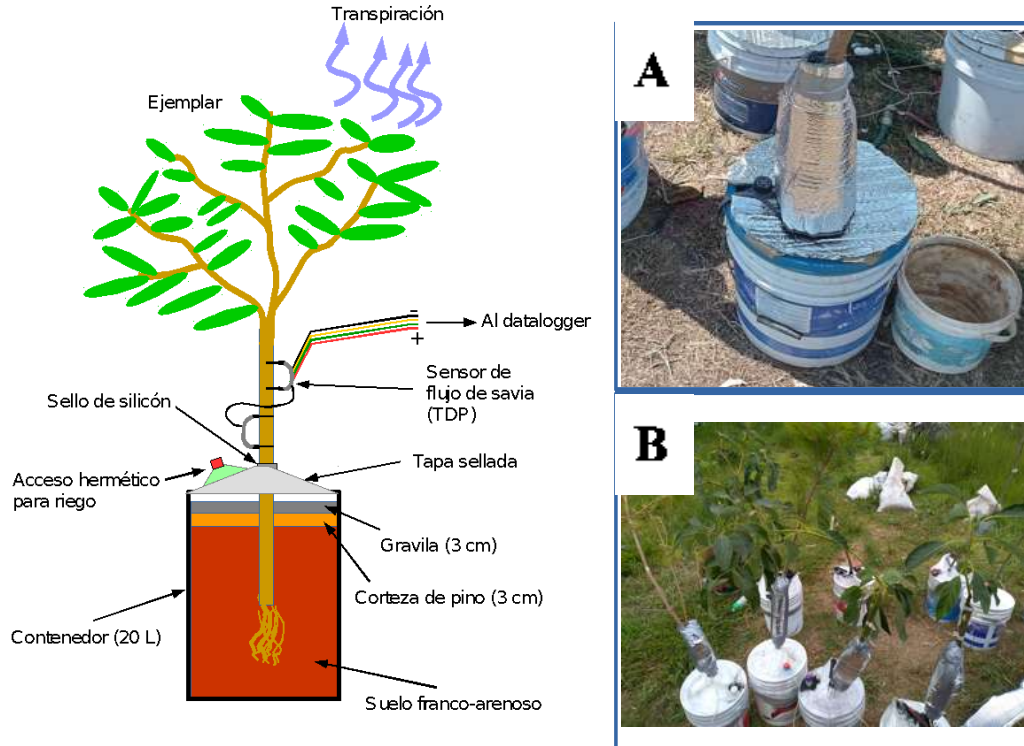 Transpiración
Ejemplar
-
Al datalogger
+
Sensor de
flujo de savia
(TDP)
Sello de silicón
Tapa sellada
Acceso hermético
para riego
Gravila (3 cm)
Corteza de pino (3 cm)
Contenedor (20 L)
Suelo franco-arenoso
A
B